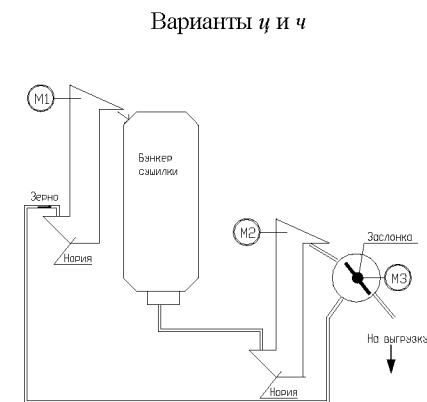 Варианты ц и ч
М1
Бункер
сушилки
Зерно
Нория
М2
Заслонка
М3
На выгрузку
Нория